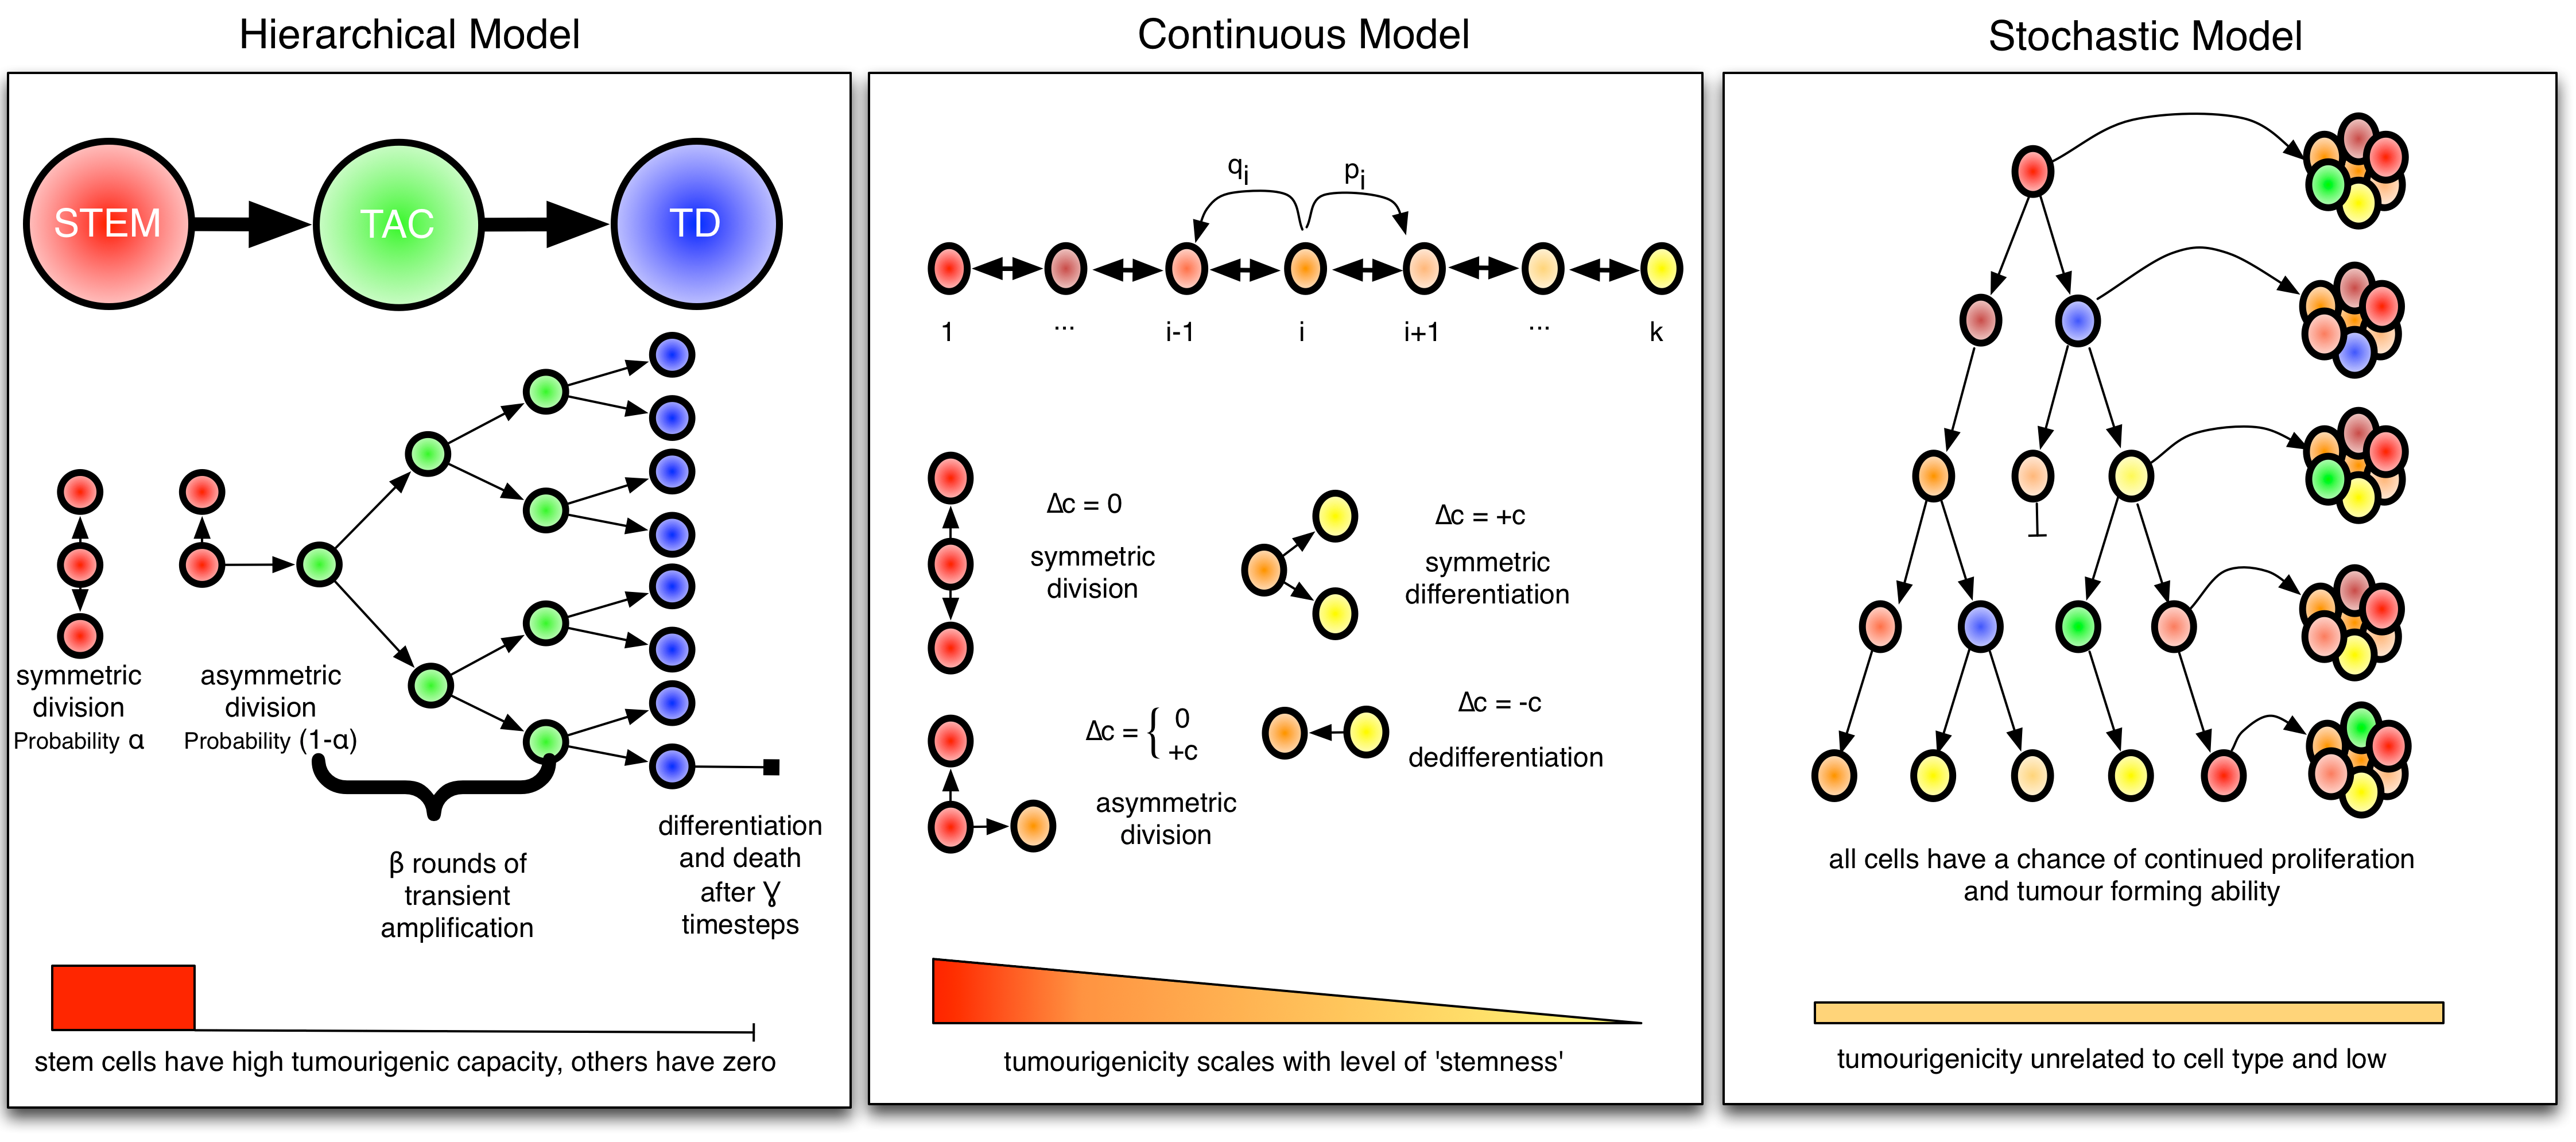 Hierarchical Model
STEM
TAC
TD
symmetric
division
Probability α
asymmetric
division
Probability (1-α)
β rounds of
transient
amplification
differentiation
and death
after Ɣ
timesteps
stem cells have high tumourigenic capacity, others have zero
Continuous Model
qi
pi
1
...
i-1
i
i+1
...
k
Δc = 0
symmetric
division
Δc = +c
symmetric
differentiation
Δc = { 0
+c
asymmetric
division
Δc = -c
dedifferentiation
tumourigenicity scales with level of 'stemness'
Stochastic Model
all cells have a chance of continued proliferation
and tumour forming ability
tumourigenicity unrelated to cell type and low